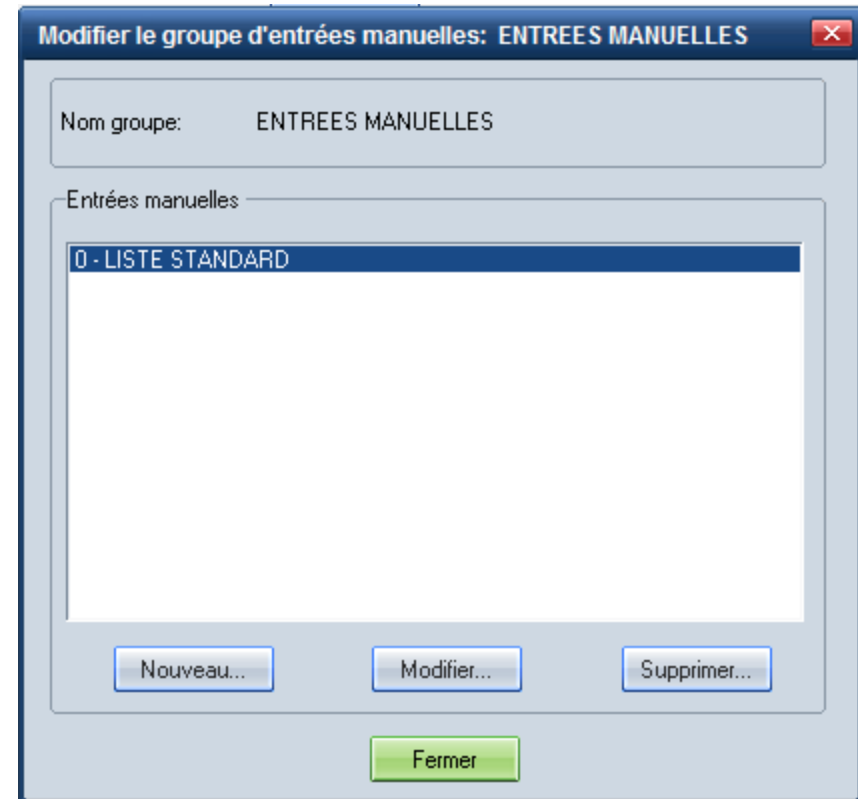 Modifier le groupe d'entrées manuelles: ENTREES MANUELLES
Nom groupe: ENTREES MANUELLES
Entrées manuelles
0 - LISTE STANDARD
Nouveau... Modifier... Supprimer...
Fermer